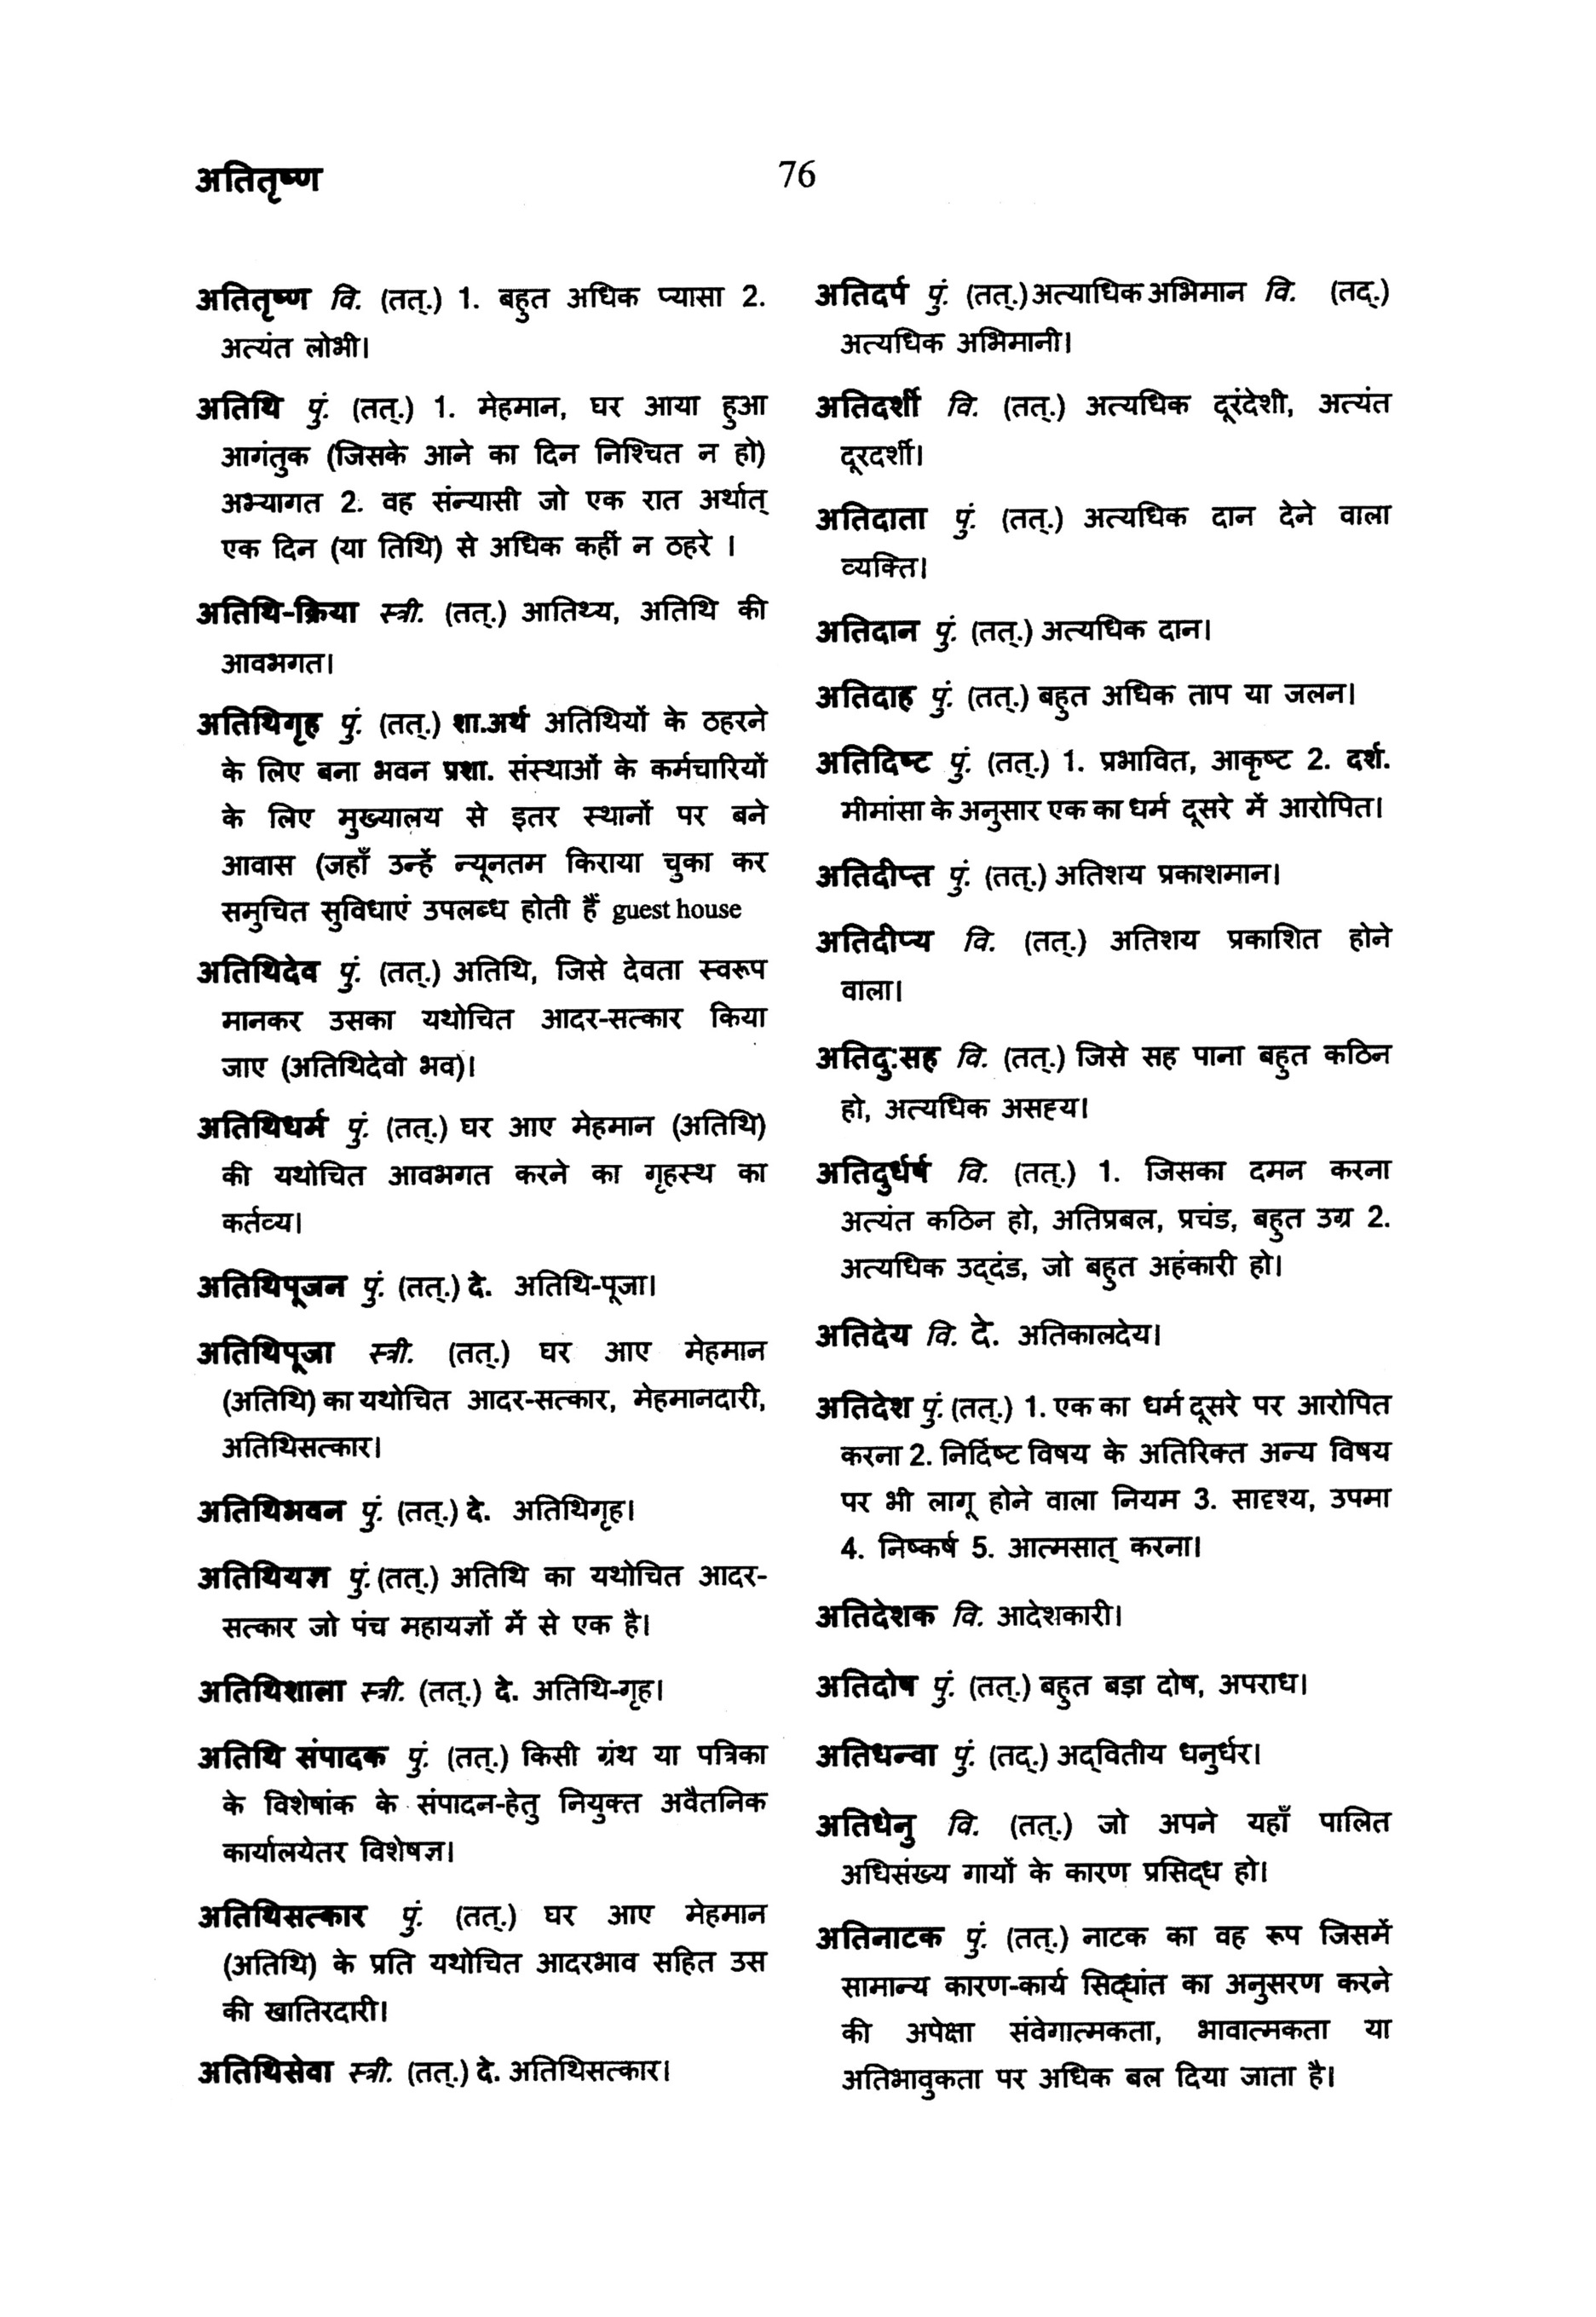 अतितृष्ण
76
अतितृष्ण वि. (तत्.) 1. बहुत अधिक प्यासा 2.
अत्यंत लोभी।
अतिथि पुं. (तत्.) 1. मेहमान, घर आया हुआ
आगंतुक (जिसके आने का दिन निश्चित न हो)
अभ्यागत 2. वह संन्यासी जो एक रात अर्थात्
एक दिन (या तिथि) से अधिक कहीं न ठहरे ।
अतिथि-क्रिया स्त्री. (तत्.) आतिथ्य, अतिथि की
आवभगत।
अतिथिगृह पुं. (तत्.) शा.अर्थ अतिथियों के ठहरने
के लिए बना भवन प्रशा. संस्थाओं के कर्मचारियों
के लिए मुख्यालय से इतर स्थानों पर बने
आवास (जहाँ उन्हें न्यूनतम किराया चुका कर
समुचित सुविधाएं उपलब्ध होती हैं guest house
अतिथिदेव पुं. (तत्.) अतिथि, जिसे देवता स्वरूप
मानकर उसका यथोचित आदर-सत्कार किया
जाए (अतिथिदेवो भव)।
अतिथिधर्म पुं. (तत्.) घर आए मेहमान (अतिथि)
की यथोचित आवभगत करने का गृहस्थ का
कर्तव्य।
अतिथिपूजन पुं. (तत्.) दे. अतिथि-पूजा।
अतिथिपूजा स्त्री. (तत्.) घर आए मेहमान
(अतिथि) का यथोचित आदर-सत्कार, मेहमानदारी,
अतिथिसत्कार।
अतिथिभवन पुं. (तत्.) दे. अतिथिगृह।
अतिथियज्ञ पुं. (तत्.) अतिथि का यथोचित आदर-
सत्कार जो पंच महायज्ञों में से एक है।
अतिथिशाला स्त्री. (तत्.) दे. अतिथि-गृह।
अतिथि संपादक पुं. (तत्.) किसी ग्रंथ या पत्रिका
के विशेषांक के संपादन-हेतु नियुक्त अवैतनिक
कार्यालयेतर विशेषज्ञ।
अतिथिसत्कार पुं. (तत्.) घर आए मेहमान
(अतिथि) के प्रति यथोचित आदरभाव सहित उस
की खातिरदारी।
अतिथिसेवा स्त्री. (तत्.) दे. अतिथिसत्कार।
अतिदर्प पुं. (तत्.) अत्याधिक अभिमान वि. (तद्.)
अत्यधिक अभिमानी।
अतिदर्शी वि. (तत्.) अत्यधिक दूरंदेशी, अत्यंत
दूरदर्शी।
अतिदाता पुं. (तत्.) अत्यधिक दान देने वाला
व्यक्ति।
अतिदान पुं. (तत्.) अत्यधिक दान।
अतिदाह पुं. (तत्.) बहुत अधिक ताप या जलन।
अतिदिष्ट पुं. (तत्.) 1. प्रभावित, आकृष्ट 2. दर्श.
मीमांसा के अनुसार एक का धर्म दूसरे में आरोपित।
अतिदीप्त पुं. (तत्.) अतिशय प्रकाशमान।
अतिदीप्य वि. (तत्.) अतिशय प्रकाशित होने
वाला।
अतिदु:सह वि. (तत्.) जिसे सह पाना बहुत कठिन
हो, अत्यधिक असह्य।
अतिदुर्धर्ष वि. (तत्.) 1. जिसका दमन करना
अत्यंत कठिन हो, अतिप्रबल, प्रचंड, बहुत उग्र 2.
अत्यधिक उद्‌दंड, जो बहुत अहंकारी हो।
अतिदेय वि. दे. अतिकालदेय।
अतिदेश पुं. (तत्.) 1. एक का धर्म दूसरे पर आरोपित
करना 2. निर्दिष्ट विषय के अतिरिक्त अन्य विषय
पर भी लागू होने वाला नियम 3. सादृश्य, उपमा
4. निष्कर्ष 5. आत्मसात् करना।
अतिदेशक वि. आदेशकारी।
अतिदोष पुं. (तत्.) बहुत बड़ा दोष, अपराध।
अतिधन्वा पुं. (तद्.) अद्‌वितीय धनुर्धर।
अतिधेनु वि. (तत्.) जो अपने यहाँ पालित
अधिसंख्य गायों के कारण प्रसिद्‌ध हो।
अतिनाटक पुं. (तत्.) नाटक का वह रूप जिसमें
सामान्य कारण-कार्य सिद्‌धांत का अनुसरण करने
की अपेक्षा संवेगात्मकता, भावात्मकता या
अतिभावुकता पर अधिक बल दिया जाता है।